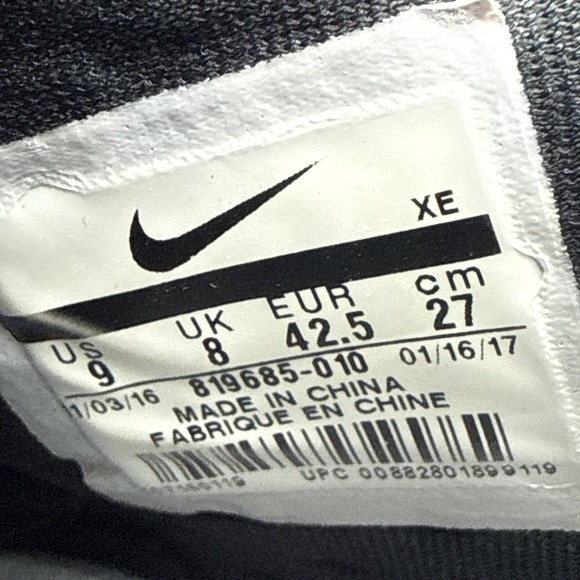 XE
US UK EUR cm
9 8 42.5 27
1/03/16 819685-010 01/16/17
MADE IN CHINA
FABRIQUE EN CHINE
UPC 00882801899119